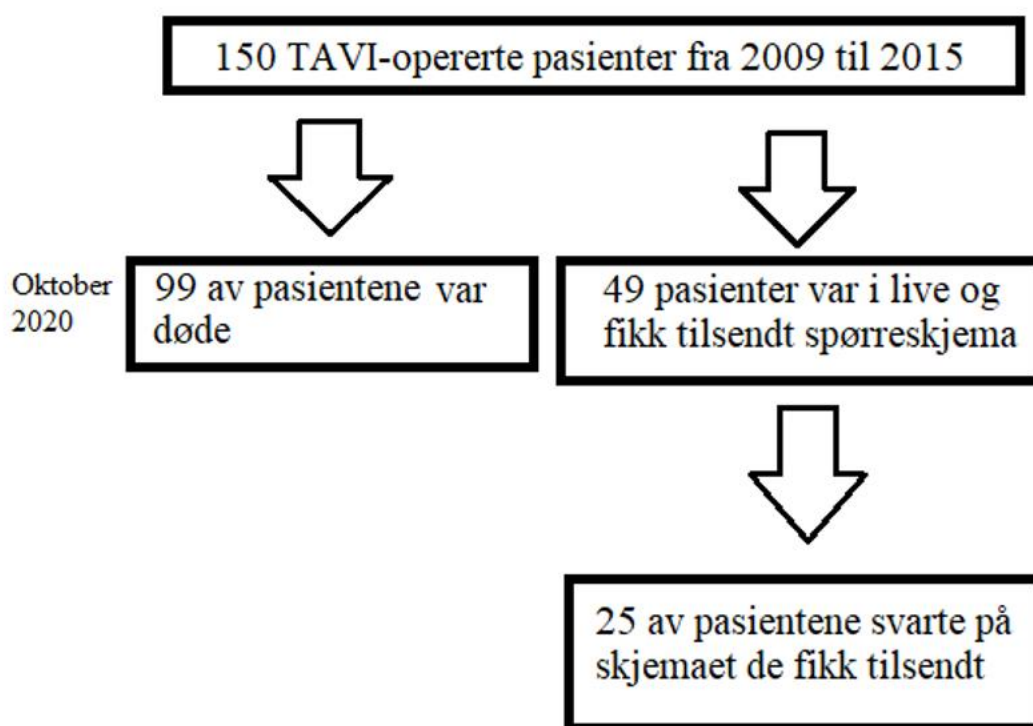 150 TAVI-opererte pasienter fra 2009 til 2015
Oktober
2020
99 av pasientene var
døde
49 pasienter var i live og
fikk tilsendt spørreskjema
25 av pasientene svarte på
skjemaet de fikk tilsendt